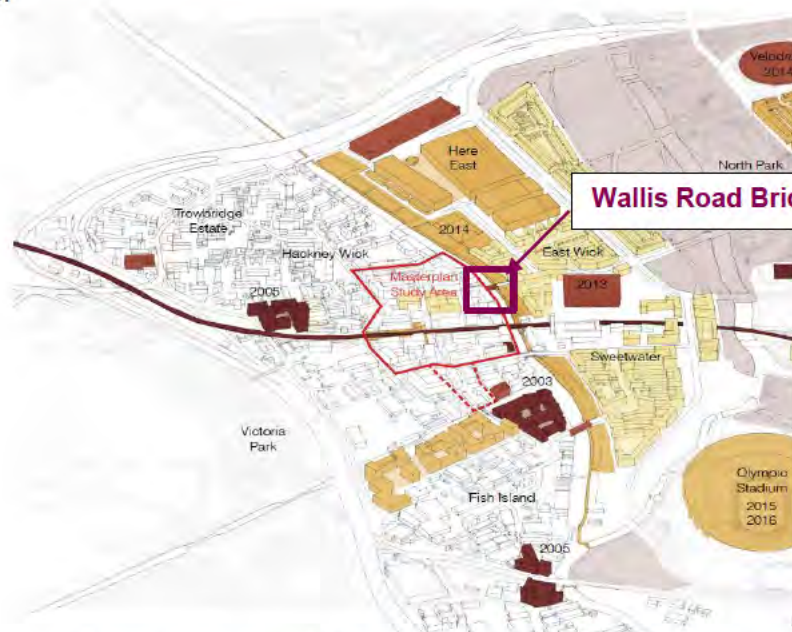 Velod
2014
Here
East
North Park
Wallis Road Bri
Trowbridge
Estate
2014
Hackney Wick
East Wick
Masterplan
Study Area
2013
2005
Sweetwater
2003
Victoria
Park
Olympic
Stadium
2015
2016
Fish Island
2005